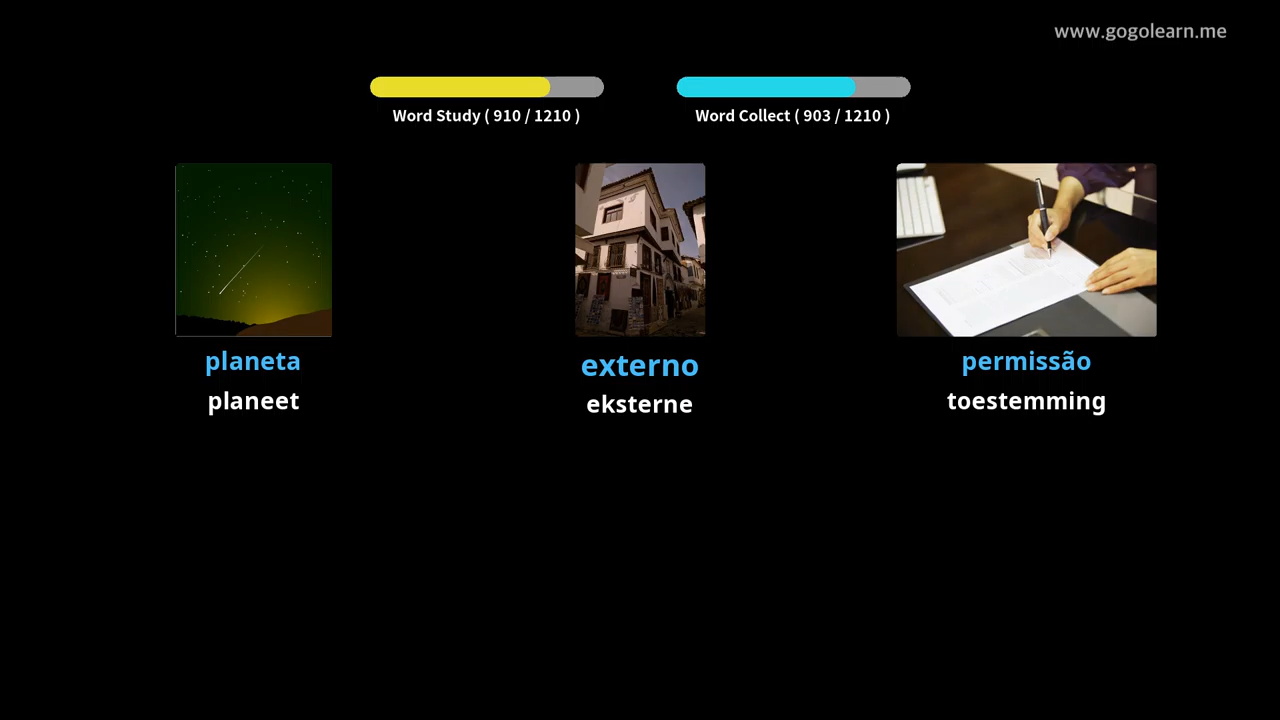 www.gogolearn.me
Word Study ( 910 / 1210 )
Word Collect ( 903 / 1210 )
planeta
planeet
externo
eksterne
permissão
toestemming